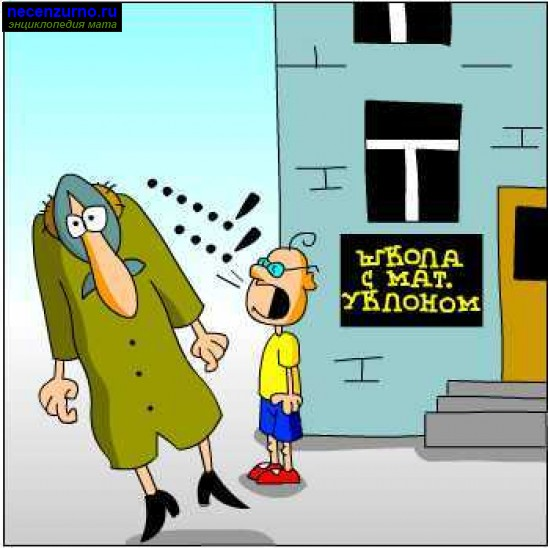 necenzurno.ru
энциклопедия мата
......!
......!
ШКОЛА
С МАТ.
УКЛОНОМ